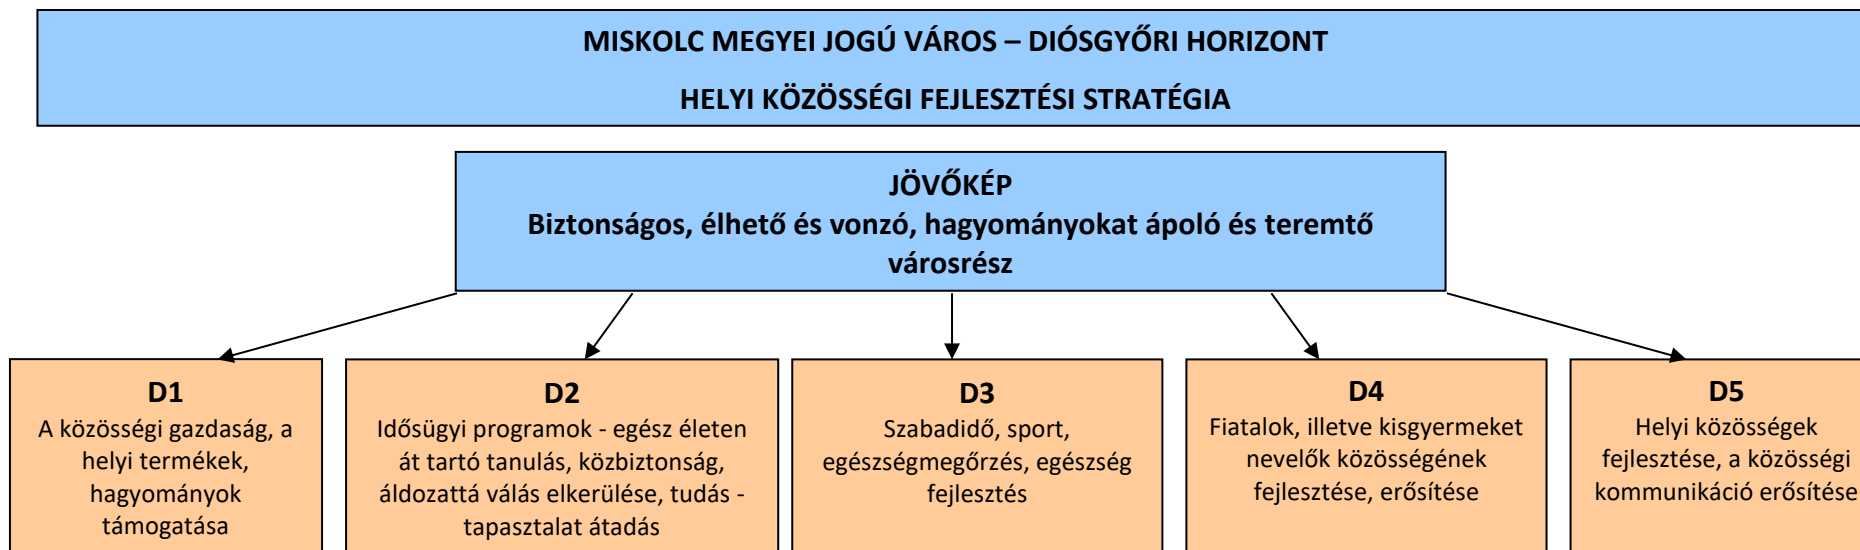 MISKOLC MEGYEI JOGÚ VÁROS – DIÓSGYŐRI HORIZONT
HELYI KÖZÖSSÉGI FEJLESZTÉSI STRATÉGIA
JÖVŐKÉP
Biztonságos, élhető és vonzó, hagyományokat ápoló és teremtő
városrész
D1
A közösségi gazdaság, a
helyi termékek,
hagyományok
támogatása
D2
Idősügyi programok - egész életen
át tartó tanulás, közbiztonság,
áldozattá válás elkerülése, tudás -
tapasztalat átadás
D3
Szabadidő, sport,
egészségmegőrzés, egészség
fejlesztés
D4
Fiatalok, illetve kisgyermeket
nevelők közösségének
fejlesztése, erősítése
D5
Helyi közösségek
fejlesztése, a közösségi
kommunikáció erősítése